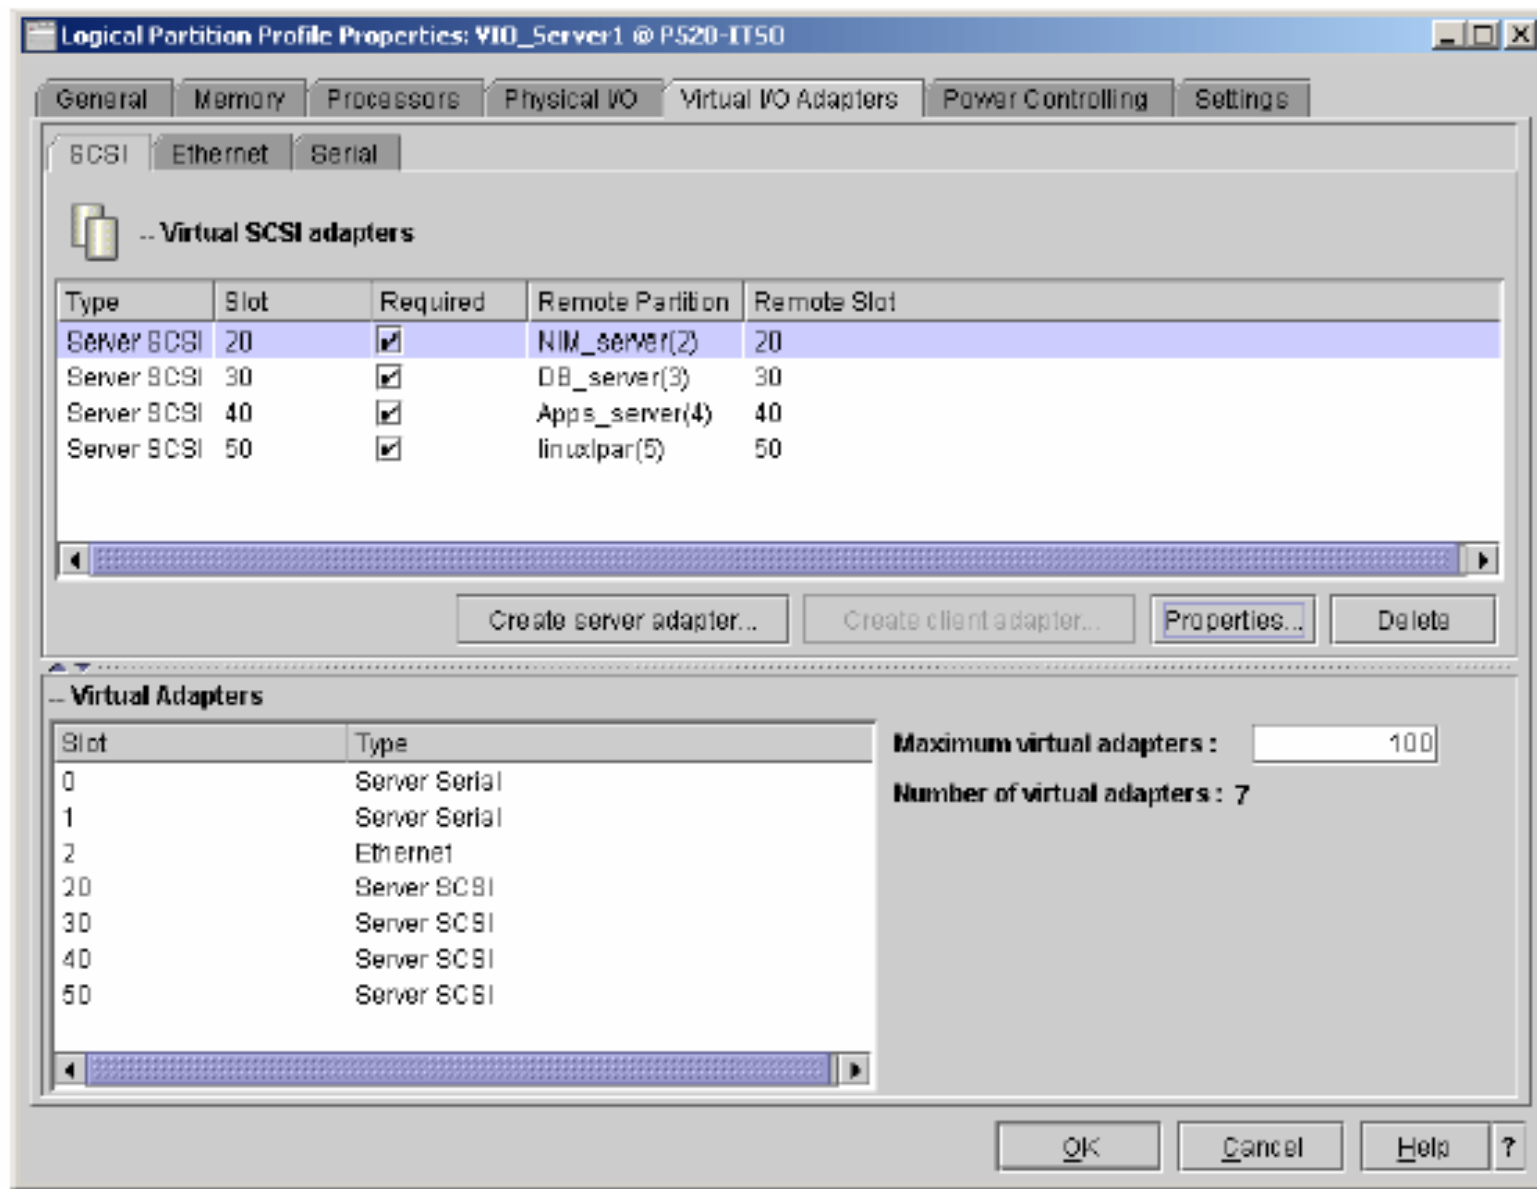 Logical Partition Profile Properties: VIO_Server1 @ P520-ITSO
General Memory Processors Physical I/O Virtual I/O Adapters Power Controlling Settings
SCSI Ethernet Serial
-- Virtual SCSI adapters
Type Slot Required Remote Partition Remote Slot
Server SCSI 20 NIM_server(2) 20
Server SCSI 30 DB_server(3) 30
Server SCSI 40 Apps_server(4) 40
Server SCSI 50 linuxlpar(5) 50
Create server adapter... Create client adapter... Properties... Delete
-- Virtual Adapters
Slot Type
0 Server Serial
1 Server Serial
2 Ethernet
20 Server SCSI
30 Server SCSI
40 Server SCSI
50 Server SCSI
Maximum virtual adapters : 100
Number of virtual adapters : 7
OK Cancel Help ?